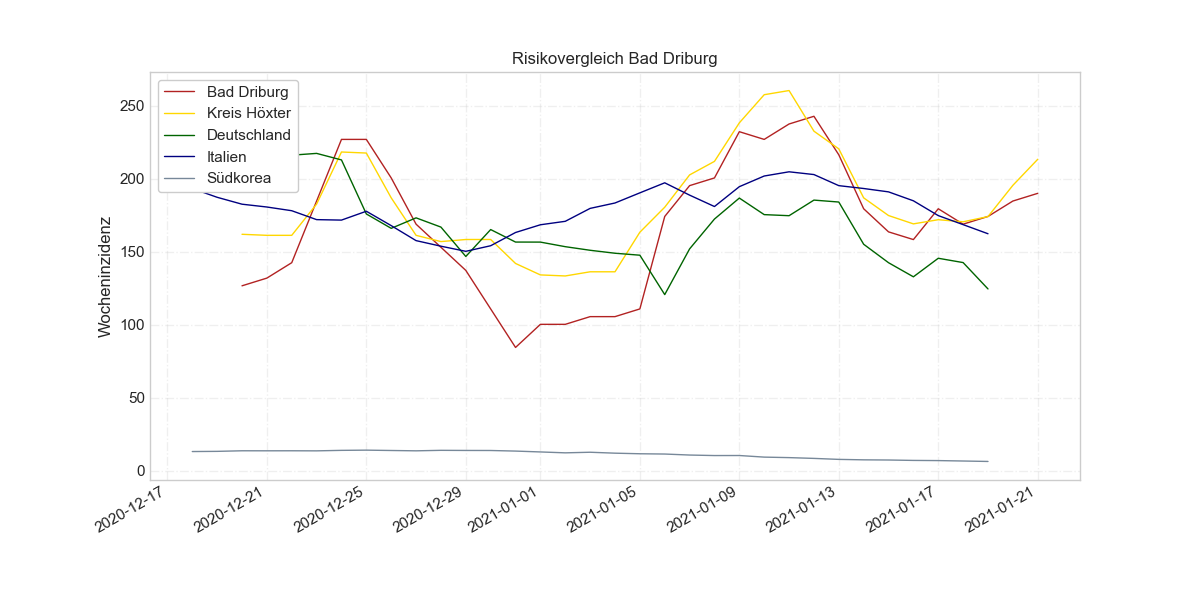 Risikovergleich Bad Driburg
Bad Driburg
Kreis Höxter
Deutschland
Italien
Südkorea
Wocheninzidenz
250
200
150
100
50
0
2020-12-17
2020-12-21
2020-12-25
2020-12-29
2021-01-01
2021-01-05
2021-01-09
2021-01-13
2021-01-17
2021-01-21